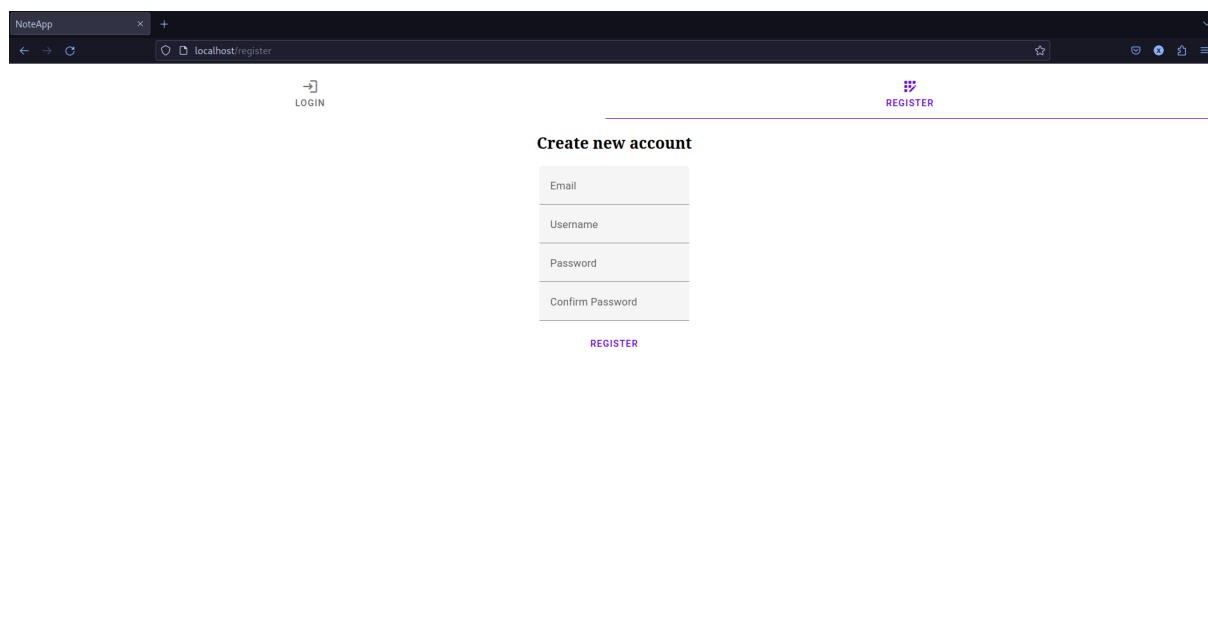 NoteApp
localhost/register
LOGIN
REGISTER
Create new account
Email
Username
Password
Confirm Password
REGISTER